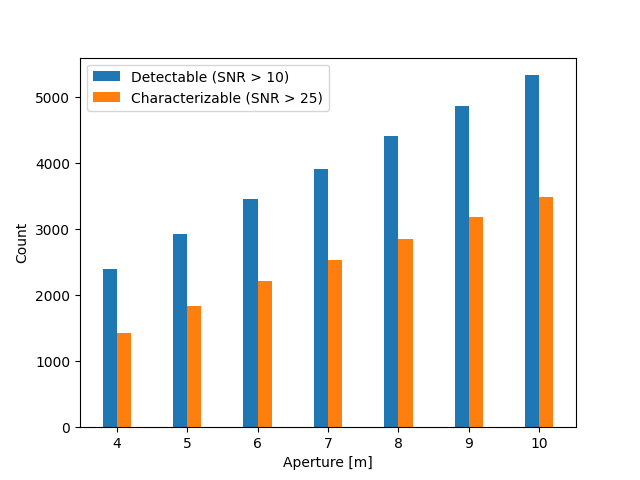 Detectable (SNR > 10)
Characterizable (SNR > 25)
5000
4000
3000
2000
1000
0
Count
4 5 6 7 8 9 10
Aperture [m]